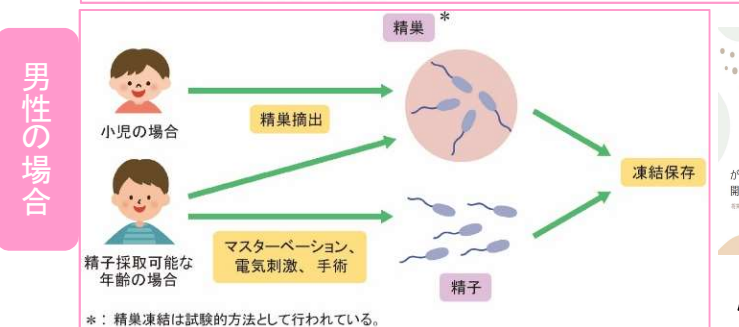 男性の場合
精巣 *
小児の場合
精巣摘出
凍結保存
精子採取可能な
年齢の場合
マスターベーション、
電気刺激、手術
精子
*：精巣凍結は試験的方法として行われている。
が
開